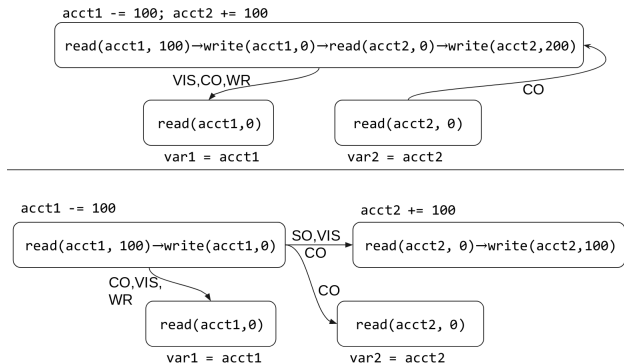 acct1 -= 100; acct2 += 100
read(acct1, 100)→write(acct1,0)→read(acct2, 0)→write(acct2,200)
VIS,CO,WR
CO
read(acct1,0)
read(acct2, 0)
var1 = acct1
var2 = acct2
acct1 -= 100
acct2 += 100
read(acct1, 100)→write(acct1,0)
SO,VIS
CO
read(acct2, 0)→write(acct2,100)
CO,VIS,
WR
CO
read(acct1,0)
read(acct2, 0)
var1 = acct1
var2 = acct2